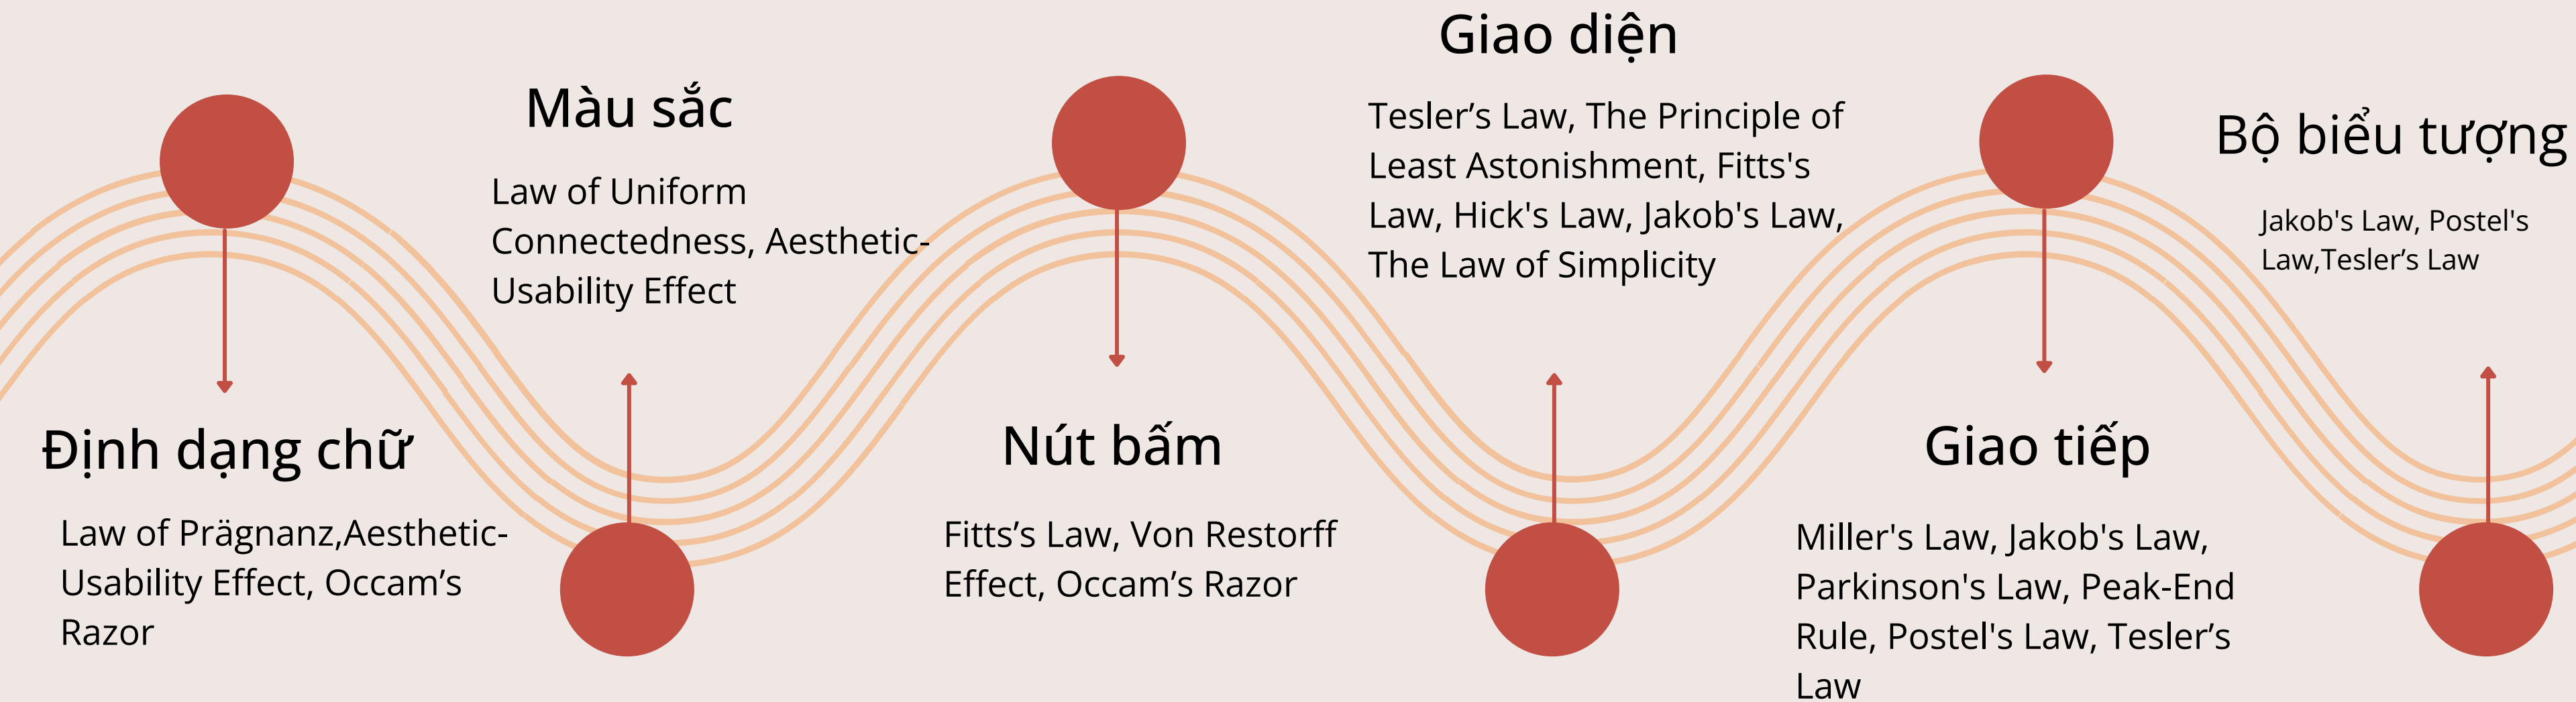 Định dạng chữ
Law of Prägnanz,Aesthetic-
Usability Effect, Occam’s
Razor
Màu sắc
Law of Uniform
Connectedness, Aesthetic-
Usability Effect
Nút bấm
Fitts’s Law, Von Restorff
Effect, Occam’s Razor
Giao diện
Tesler’s Law, The Principle of
Least Astonishment, Fitts's
Law, Hick's Law, Jakob's Law,
The Law of Simplicity
Giao tiếp
Miller's Law, Jakob's Law,
Parkinson's Law, Peak-End
Rule, Postel's Law, Tesler’s
Law
Bộ biểu tượng
Jakob's Law, Postel's
Law,Tesler’s Law